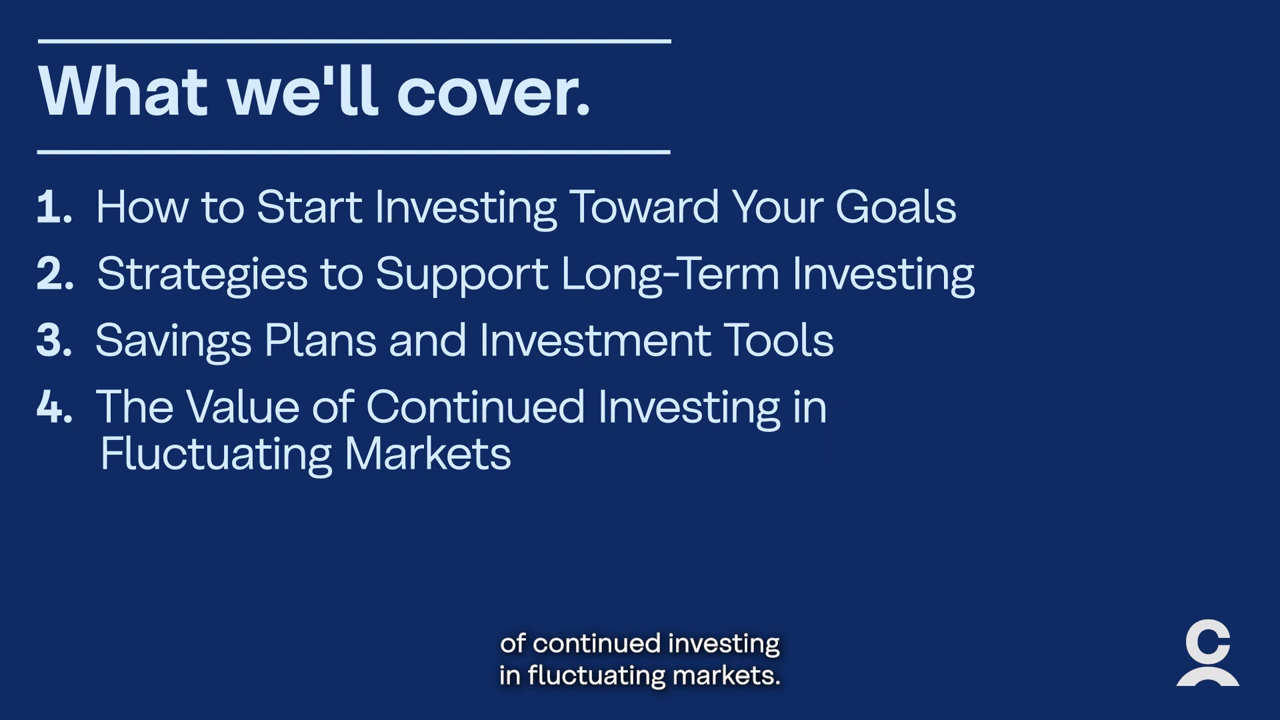 What we'll cover.
1. How to Start Investing Toward Your Goals
2. Strategies to Support Long-Term Investing
3. Savings Plans and Investment Tools
4. The Value of Continued Investing in
Fluctuating Markets
of continued investing
in fluctuating markets.